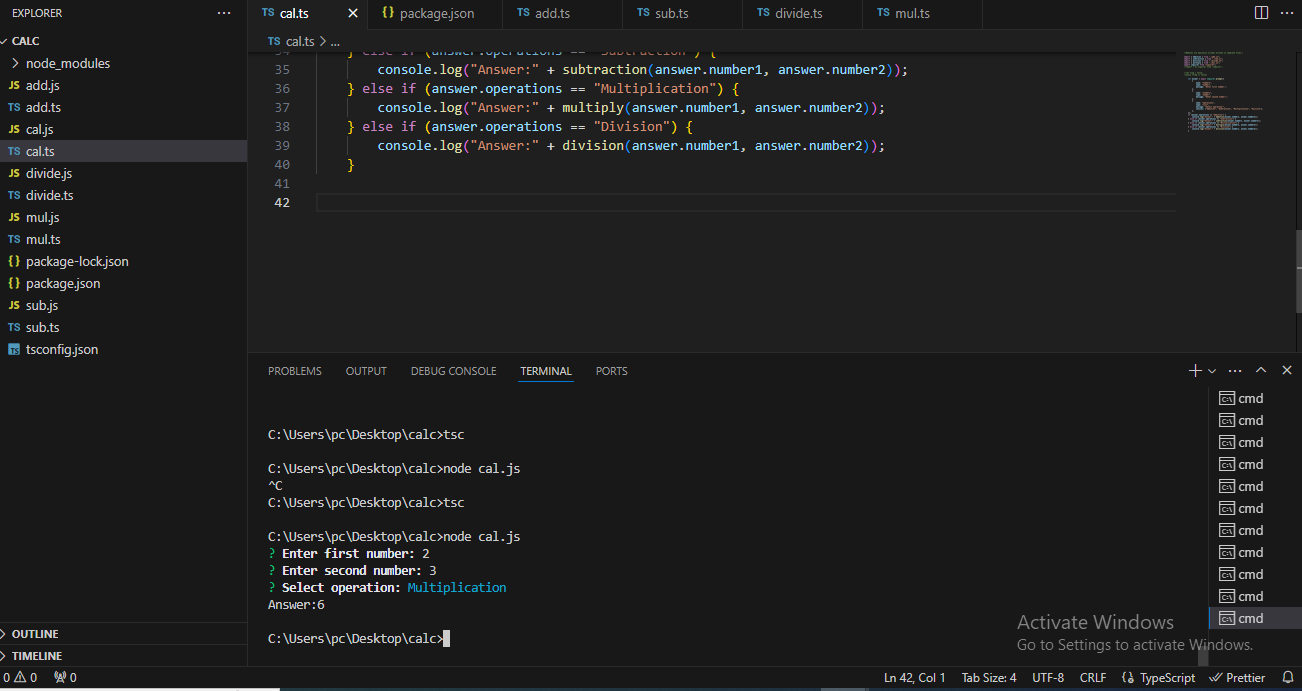 EXPLORER
TS cal.ts
{} package.json
TS add.ts
TS sub.ts
TS divide.ts
TS mul.ts
CALC
TS cal.ts > ...
node_modules
JS add.js
TS add.ts
JS cal.js
TS cal.ts
JS divide.js
TS divide.ts
JS mul.js
TS mul.ts
{} package-lock.json
{} package.json
JS sub.js
TS sub.ts
TS tsconfig.json
34 } else if (answer.operations == "Subtraction") {
35 console.log("Answer:" + subtraction(answer.number1, answer.number2));
36 } else if (answer.operations == "Multiplication") {
37 console.log("Answer:" + multiply(answer.number1, answer.number2));
38 } else if (answer.operations == "Division") {
39 console.log("Answer:" + division(answer.number1, answer.number2));
40 }
41
42
PROBLEMS OUTPUT DEBUG CONSOLE TERMINAL PORTS
C:\Users\pc\Desktop\calc>tsc
C:\Users\pc\Desktop\calc>node cal.js
^C
C:\Users\pc\Desktop\calc>tsc
C:\Users\pc\Desktop\calc>node cal.js
? Enter first number: 2
? Enter second number: 3
? Select operation: Multiplication
Answer:6
C:\Users\pc\Desktop\calc>
cmd
cmd
cmd
cmd
cmd
cmd
cmd
cmd
cmd
cmd
cmd
Activate Windows
Go to Settings to activate Windows.
OUTLINE
TIMELINE
0 0 0 Ln 42, Col 1 Tab Size: 4 UTF-8 CRLF {} TypeScript Prettier